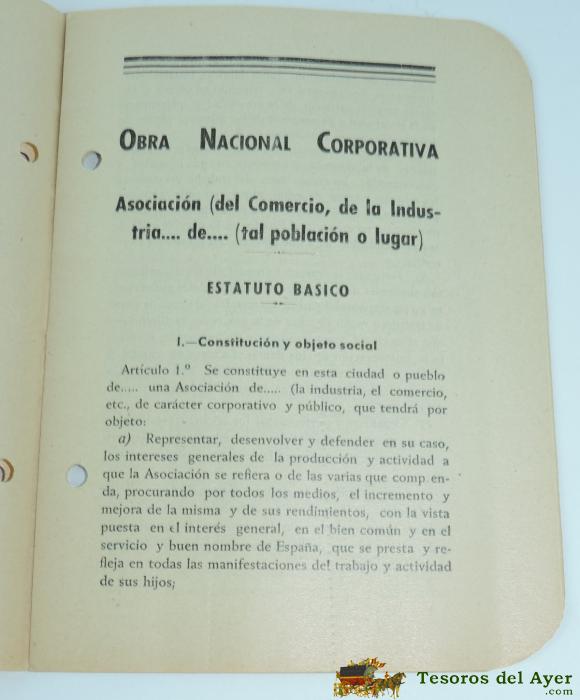 OBRA NACIONAL CORPORATIVA
Asociación (del Comercio, de la Indus-
tria.... de.... (tal población o lugar)
ESTATUTO BASICO
I.—Constitución y objeto social
Artículo 1.º Se constituye en esta ciudad o pueblo
de..... una Asociación de..... (la industria, el comercio,
etc., de carácter corporativo y público, que tendrá por
objeto:
a) Representar, desenvolver y defender en su caso,
los intereses generales de la producción y actividad a
que la Asociación se refiera o de las varias que comp en-
da, procurando por todos los medios, el incremento y
mejora de la misma y de sus rendimientos, con la vista
puesta en el interés general, en el bien común y en el
servicio y buen nombre de España, que se presta y re-
fleja en todas las manifestaciones del trabajo y actividad
de sus hijos;
Tesoros del Ayer
.com